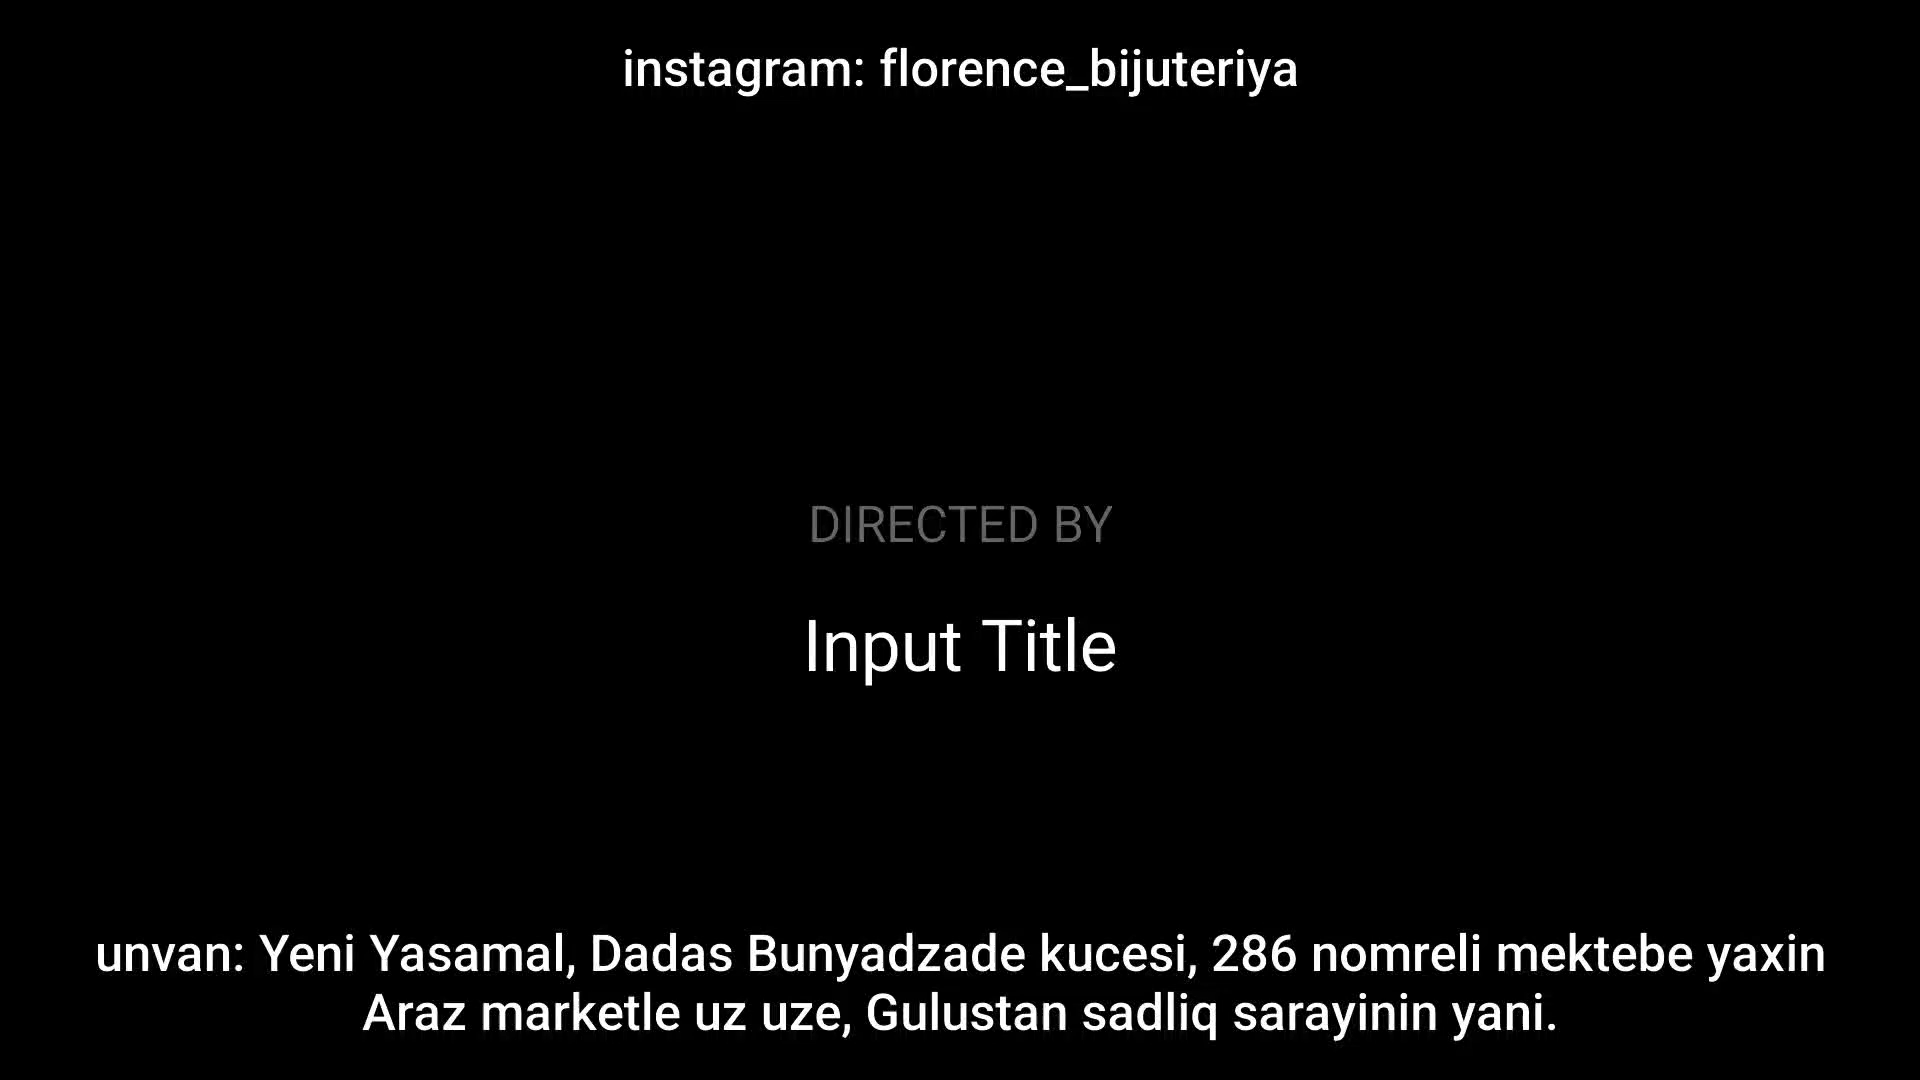 instagram: florence_bijuteriya
DIRECTED BY
Input Title
unvan: Yeni Yasamal, Dadas Bunyadzade kucesi, 286 nomreli mektebe yaxin
Araz marketle uz uze, Gulustan sadliq sarayinin yani.